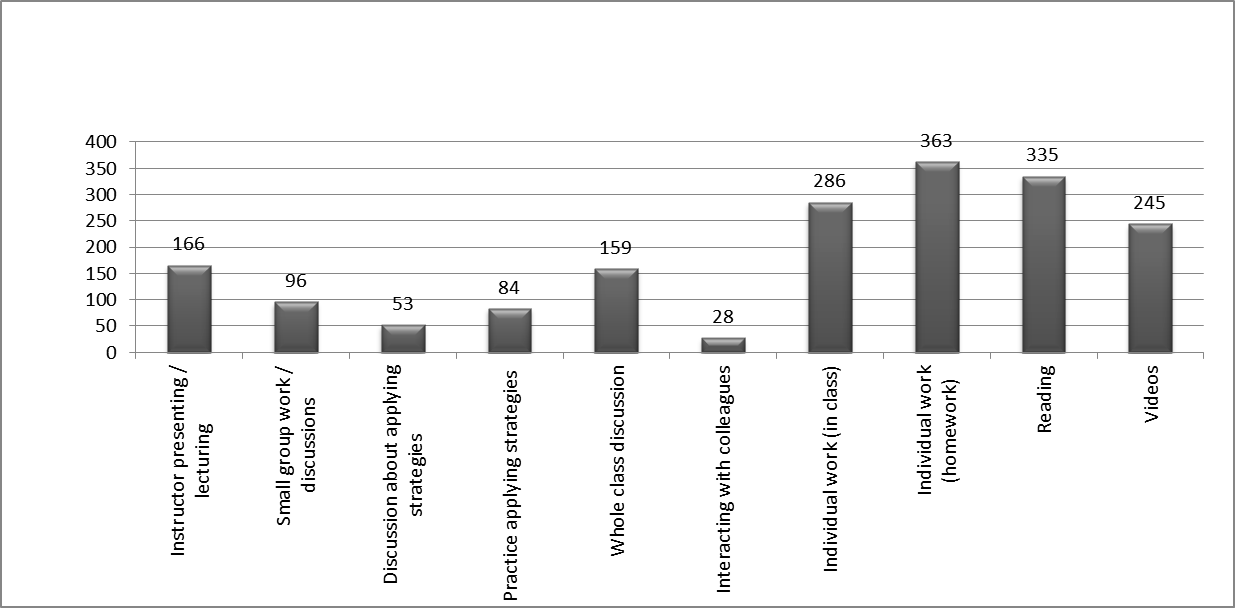 400
350
300
250
200
150
100
50
0
166
96
53
84
159
28
286
363
335
245
Instructor presenting /
lecturing
Small group work /
discussions
Discussion about applying
strategies
Practice applying strategies
Whole class discussion
Interacting with colleagues
Individual work (in class)
Individual work
(homework)
Reading
Videos